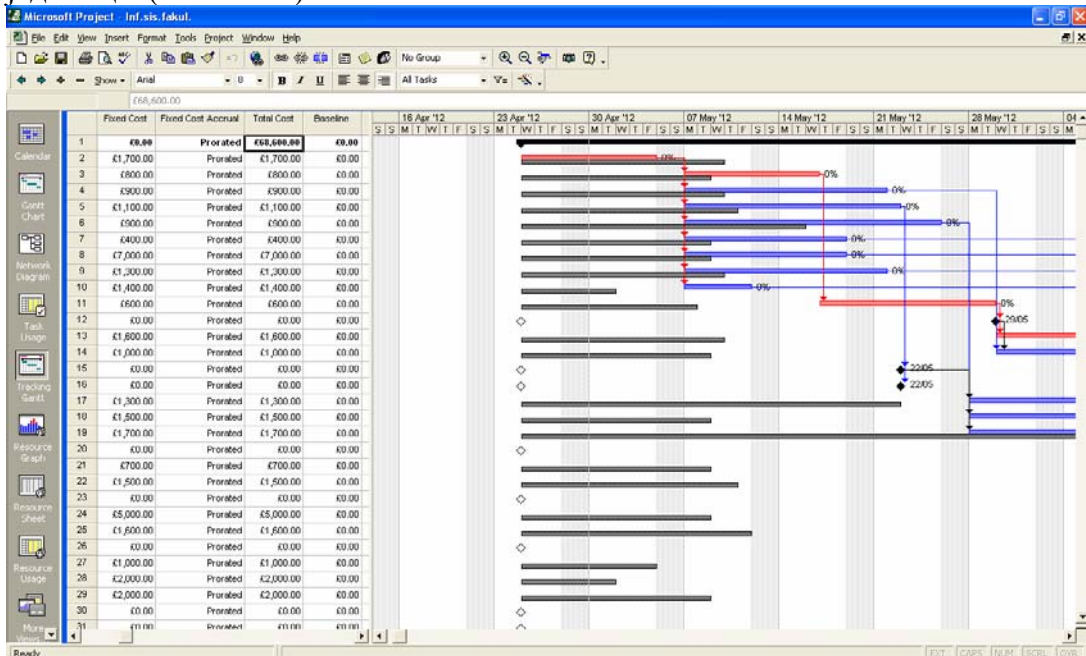 Microsoft Project - Inf.sis.fakul.
File Edit View Insert Format Tools Project Window Help
No Group
Show Arial 8 B I U All Tasks
£68,600.00
Fixed Cost Fixed Cost Accrual Total Cost Baseline
16 Apr '12 23 Apr '12 30 Apr '12 07 May '12 14 May '12 21 May '12 28 May '12 04
S S M T W T F S S M T W T F S S M T W T F S S M T W T F S S M T W T F S S M T W T F S S M T W T F S S M
1 £0.00 Prorated £68,600.00 £0.00
2 £1,700.00 Prorated £1,700.00 £0.00 0%
3 £800.00 Prorated £800.00 £0.00 0%
4 £900.00 Prorated £900.00 £0.00 0%
5 £1,100.00 Prorated £1,100.00 £0.00 0%
6 £900.00 Prorated £900.00 £0.00 0%
7 £400.00 Prorated £400.00 £0.00 0%
8 £7,000.00 Prorated £7,000.00 £0.00 0%
9 £1,300.00 Prorated £1,300.00 £0.00 0%
10 £1,400.00 Prorated £1,400.00 £0.00 0%
11 £600.00 Prorated £600.00 £0.00 0%
12 £0.00 Prorated £0.00 £0.00 29/05
13 £1,600.00 Prorated £1,600.00 £0.00
14 £1,000.00 Prorated £1,000.00 £0.00
15 £0.00 Prorated £0.00 £0.00 22/05
16 £0.00 Prorated £0.00 £0.00 22/05
17 £1,300.00 Prorated £1,300.00 £0.00
18 £1,500.00 Prorated £1,500.00 £0.00
19 £1,700.00 Prorated £1,700.00 £0.00
20 £0.00 Prorated £0.00 £0.00
21 £700.00 Prorated £700.00 £0.00
22 £1,500.00 Prorated £1,500.00 £0.00
23 £0.00 Prorated £0.00 £0.00
24 £5,000.00 Prorated £5,000.00 £0.00
25 £1,600.00 Prorated £1,600.00 £0.00
26 £0.00 Prorated £0.00 £0.00
27 £1,000.00 Prorated £1,000.00 £0.00
28 £2,000.00 Prorated £2,000.00 £0.00
29 £2,000.00 Prorated £2,000.00 £0.00
30 £0.00 Prorated £0.00 £0.00
31 £0.00 Prorated £0.00 £0.00
Calendar
Gantt
Chart
Network
Diagram
Task
Usage
Tracking
Gantt
Resource
Graph
Resource
Sheet
Resource
Usage
More
Views...
Ready
EXT CAPS NUM SCRL OVR